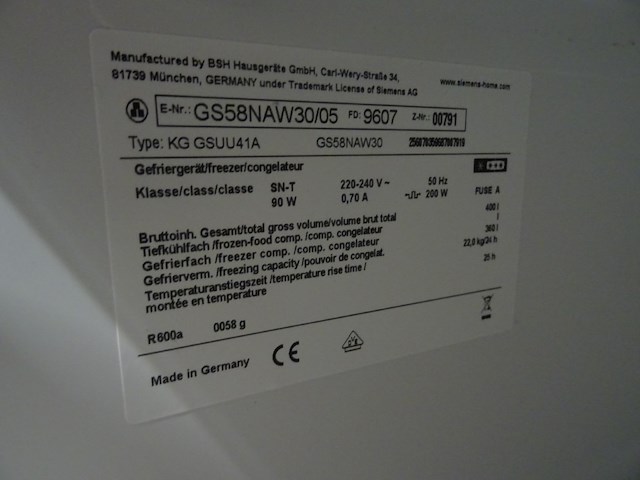 Manufactured by BSH Hausgeräte GmbH, Carl-Wery-Straße 34,
81739 München, GERMANY under Trademark License of Siemens AG
www.siemens-home.com
E-Nr.: GS58NAW30/05 FD: 9607 Z-Nr.: 00791
Type: KG GSUU41A GS58NAW30
Gefriergerät/freezer/congelateur
Klasse/class/classe SN-T 220-240 V ~ 50 Hz FUSE A
90 W 0,70 A 200 W
Bruttoinh. Gesamt/total gross volume/volume brut total 400 l
Tiefkühlfach /frozen-food comp. /comp. congelateur l
Gefrierfach / freezer comp. /comp. congelateur 360 l
Gefrierverm. / freezing capacity /pouvoir de congelat. 22,0 kg/24 h
Temperaturanstiegszeit /temperature rise time / 25 h
montée en température
R600a 0058 g
Made in Germany CE